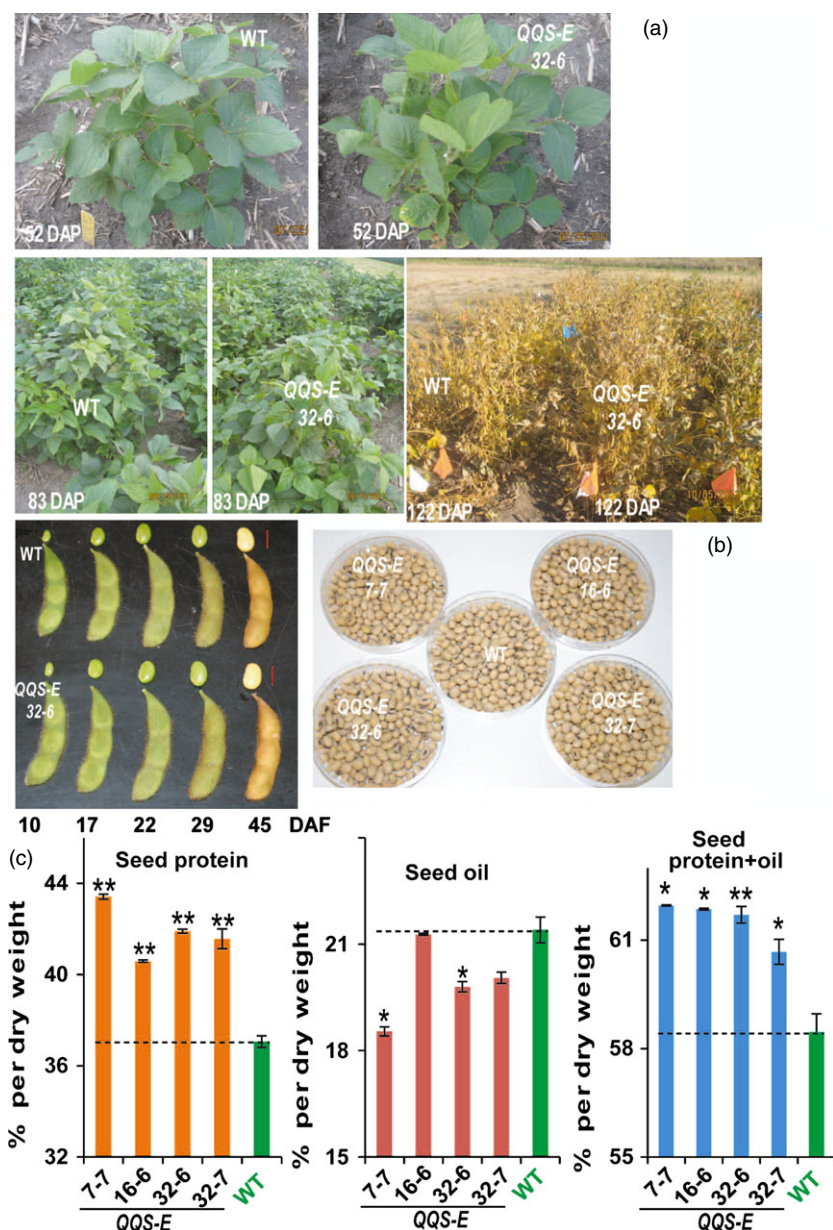 (a)
WT
QQS-E
32-6
52 DAP
52 DAP
WT
QQS-E
32-6
83 DAP
83 DAP
WT
QQS-E
32-6
122 DAP
122 DAP
(b)
WT
QQS-E
32-6
10 17 22 29 45 DAF
QQS-E
7-7
QQS-E
16-6
WT
QQS-E
32-6
QQS-E
32-7
(c)
Seed protein
% per dry weight
44
40
36
32
**
**
**
**
7-7 16-6 32-6 32-7 WT
QQS-E
Seed oil
% per dry weight
21
18
15
*
*
7-7 16-6 32-6 32-7 WT
QQS-E
Seed
protein+oil
% per dry weight
61
58
55
*
*
**
*
7-7 16-6 32-6 32-7 WT
QQS-E